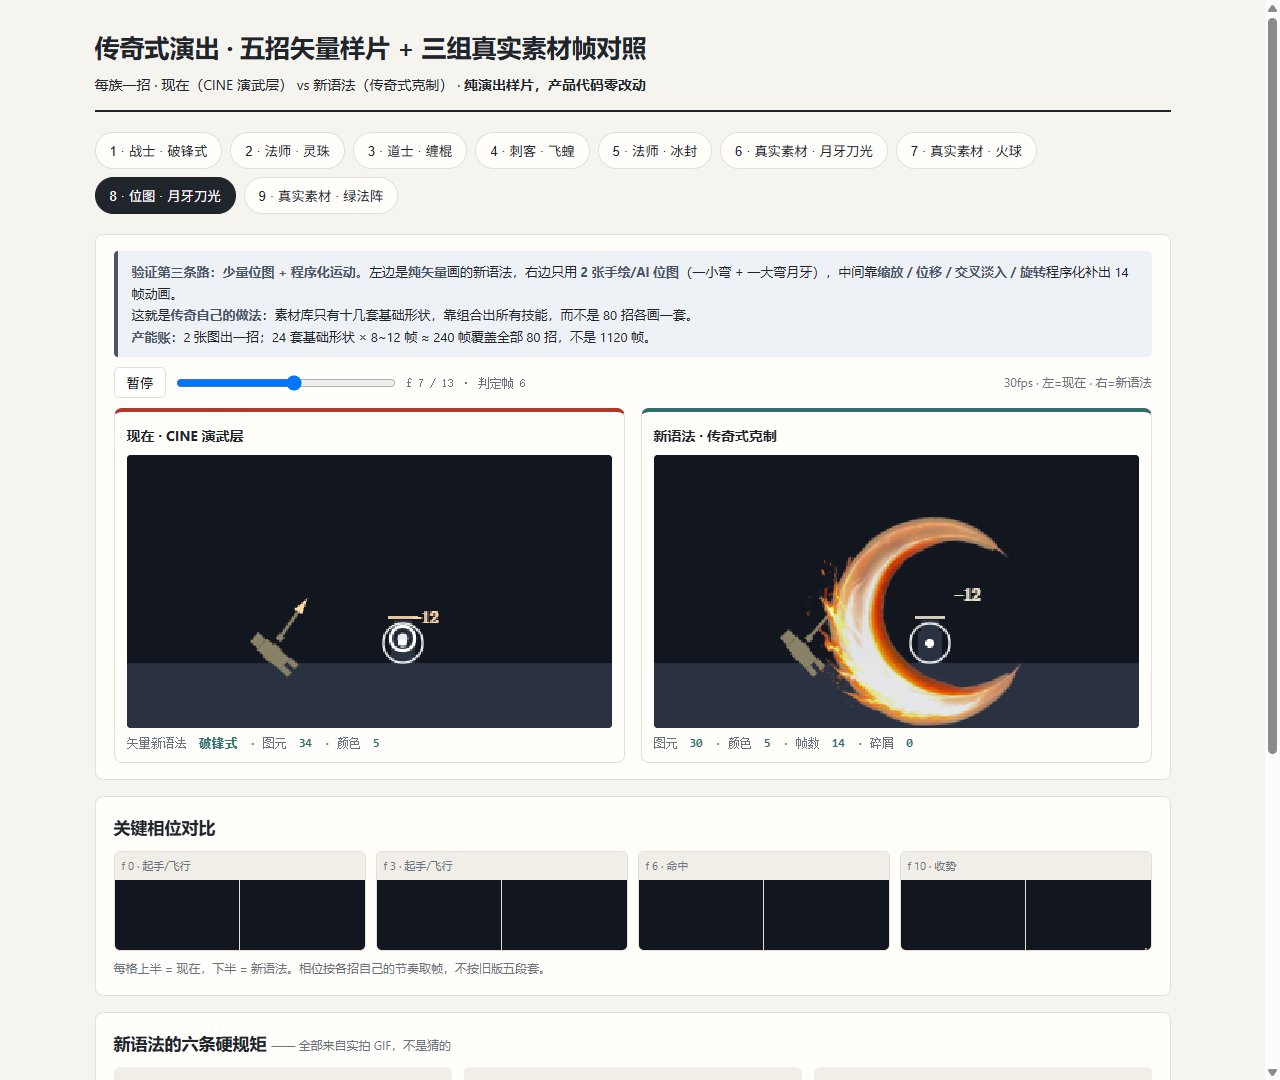 传奇式演出 · 五招矢量样片 + 三组真实素材帧对照
每族一招 · 现在（CINE 演武层） vs 新语法（传奇式克制） · 纯演出样片，产品代码零改动
1 · 战士 · 破锋式
2 · 法师 · 灵珠
3 · 道士 · 缠棍
4 · 刺客 · 飞蝗
5 · 法师 · 冰封
6 · 真实素材 · 月牙刀光
7 · 真实素材 · 火球
8 · 位图 · 月牙刀光
9 · 真实素材 · 绿法阵
验证第三条路：少量位图 + 程序化运动。左边是纯矢量画的新语法，右边只用 2 张手绘/AI 位图（一小弯 + 一大弯月牙），中间靠缩放 / 位移 / 交叉淡入 / 旋转程序化补出 14
帧动画。
这就是传奇自己的做法：素材库只有十几套基础形状，靠组合出所有技能，而不是 80 招各画一套。
产能账：2 张图出一招；24 套基础形状 × 8~12 帧 ≈ 240 帧覆盖全部 80 招，不是 1120 帧。
暂停
f 7 / 13 · 判定帧 6
30fps · 左=现在 · 右=新语法
现在 · CINE 演武层
-12
矢量新语法 破锋式 · 图元 34 · 颜色 5
新语法 · 传奇式克制
-12
图元 30 · 颜色 5 · 帧数 14 · 碎屑 0
关键相位对比
f 0 · 起手/飞行
f 3 · 起手/飞行
f 6 · 命中
f 10 · 收势
每格上半 = 现在，下半 = 新语法。相位按各招自己的节奏取帧，不按旧版五段套。
新语法的六条硬规矩 —— 全部来自实拍 GIF，不是猜的